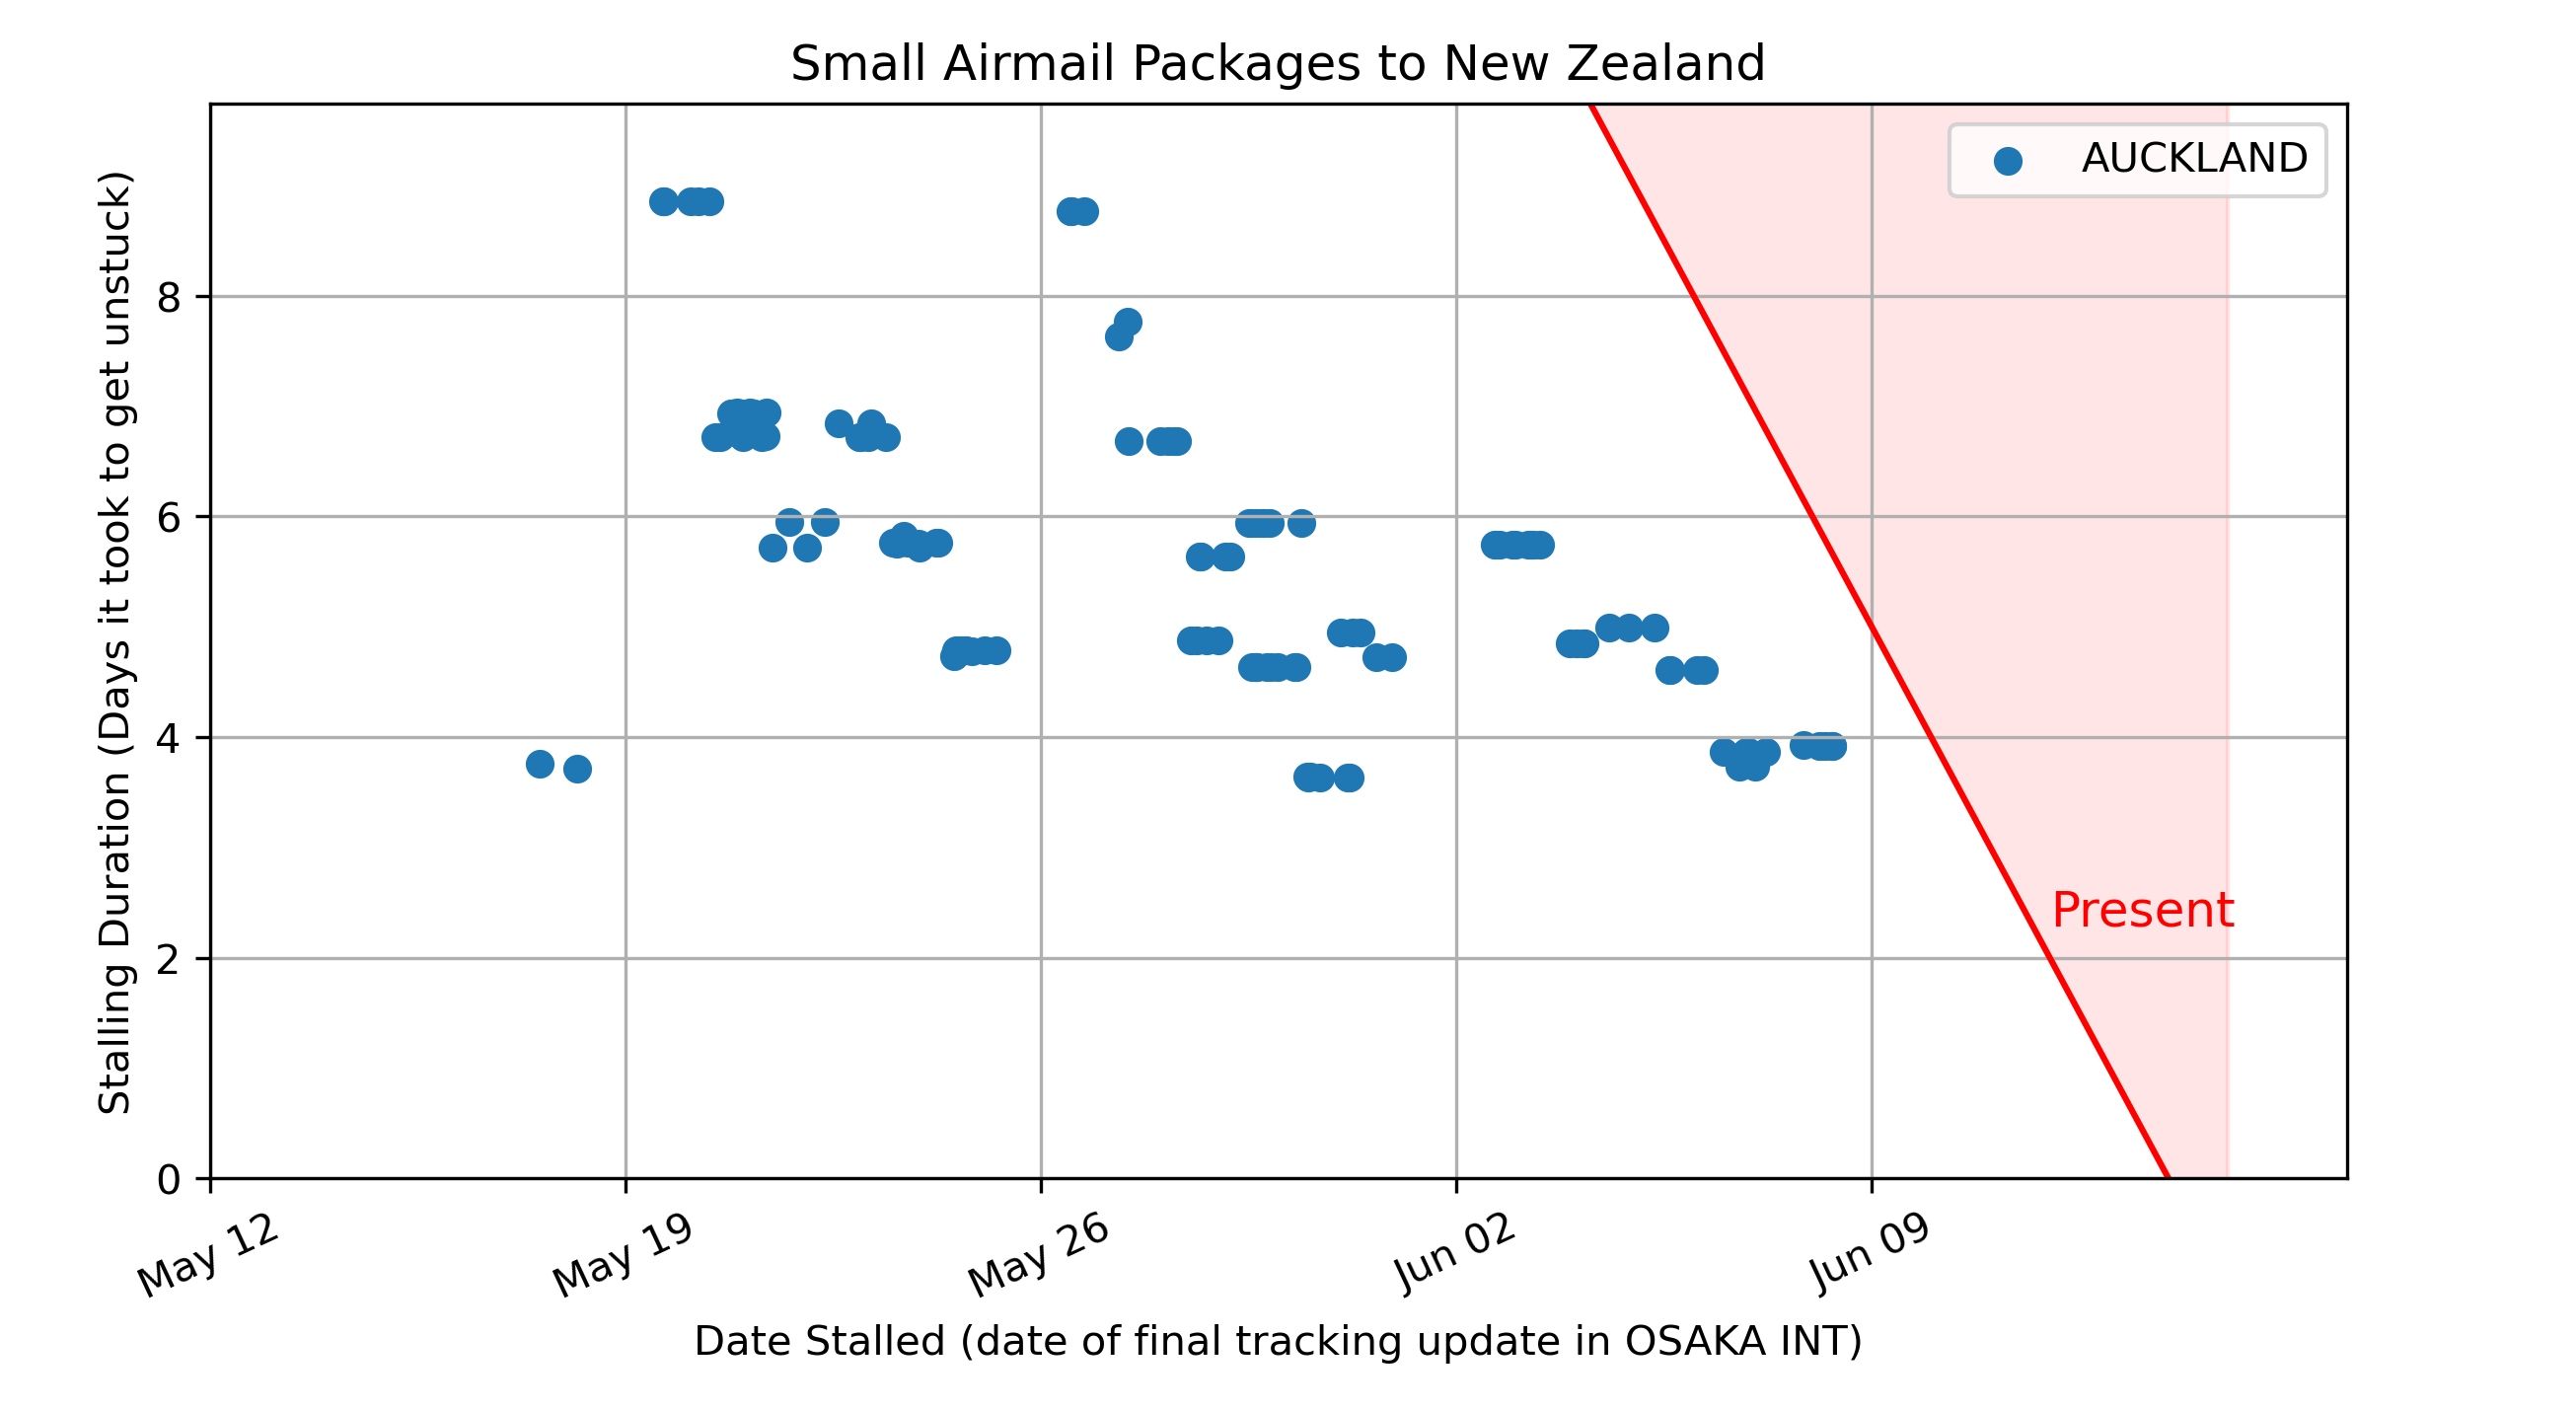 Small Airmail Packages to New Zealand
AUCKLAND
Stalling Duration (Days it took to get unstuck)
8
6
4
2
0
Present
May 12
May 19
May 26
Jun 02
Jun 09
Date Stalled (date of final tracking update in OSAKA INT)